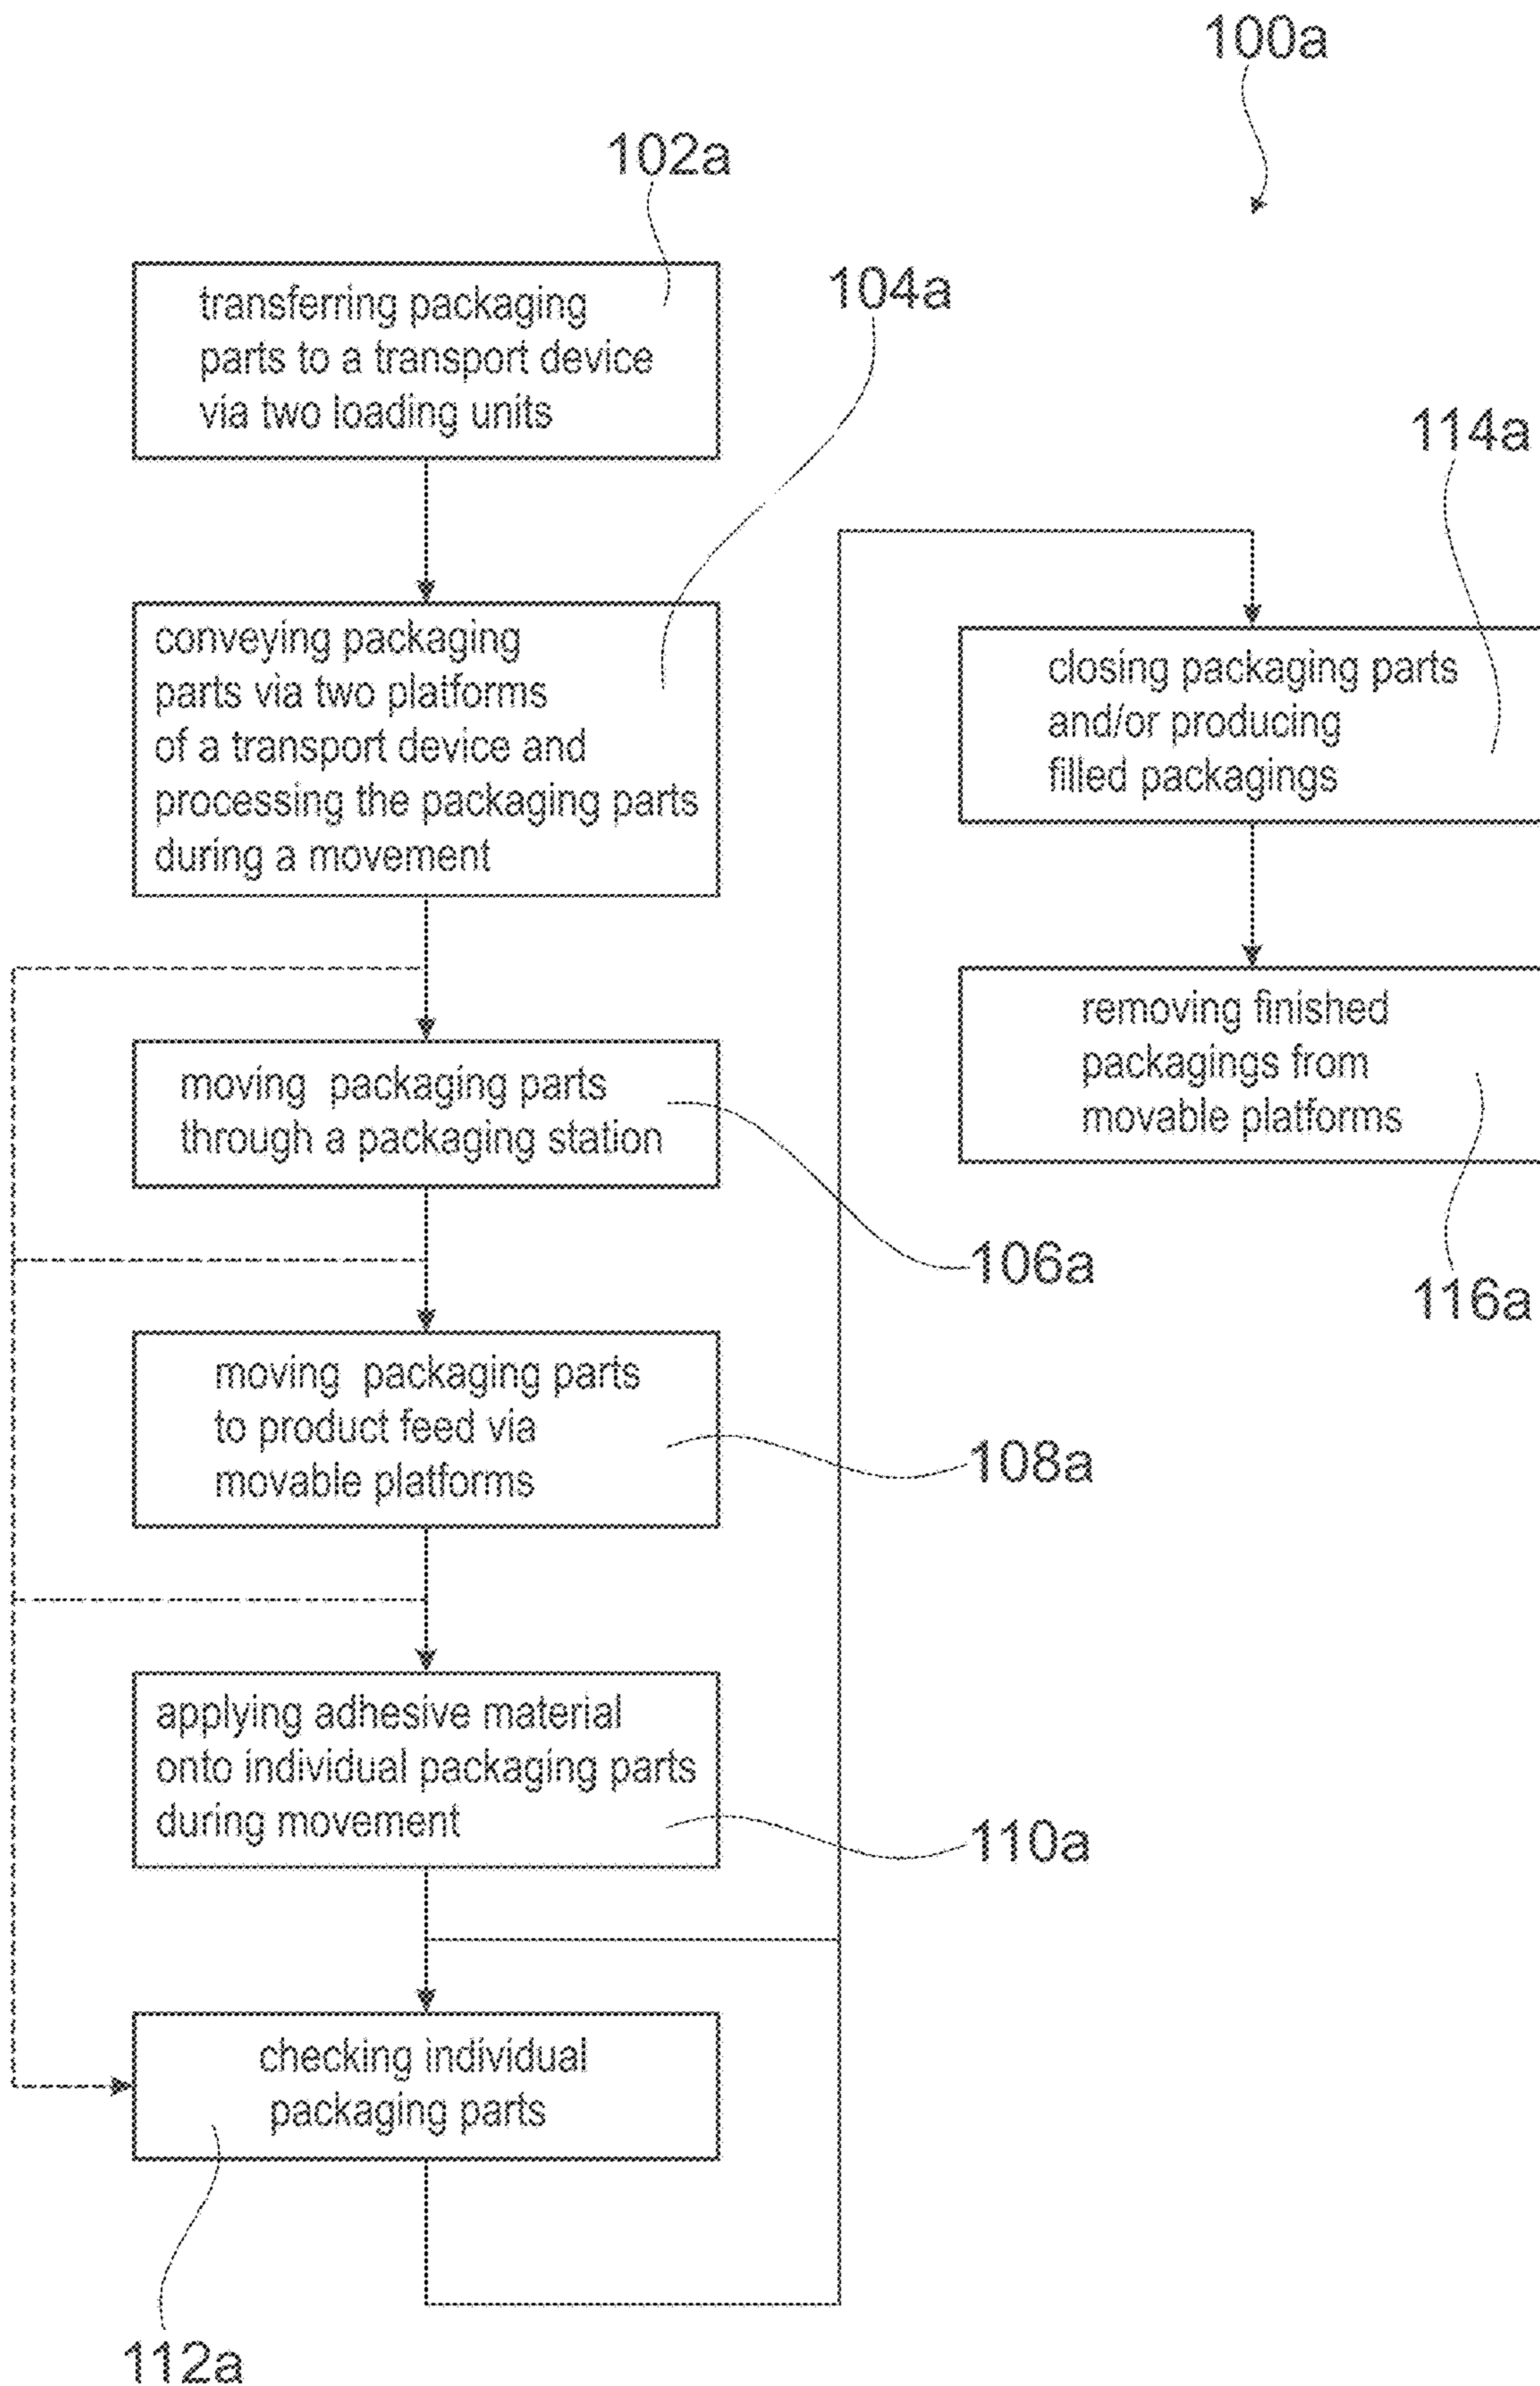 100a
102a
transferring packaging
parts to a transport device
via two loading units
104a
conveying packaging
parts via two platforms
of a transport device and
processing the packaging parts
during a movement
moving packaging parts
through a packaging station
106a
moving packaging parts
to product feed via
movable platforms
108a
applying adhesive material
onto individual packaging parts
during movement
110a
checking individual
packaging parts
112a
114a
closing packaging parts
and/or producing
filled packagings
removing finished
packagings from
movable platforms
116a